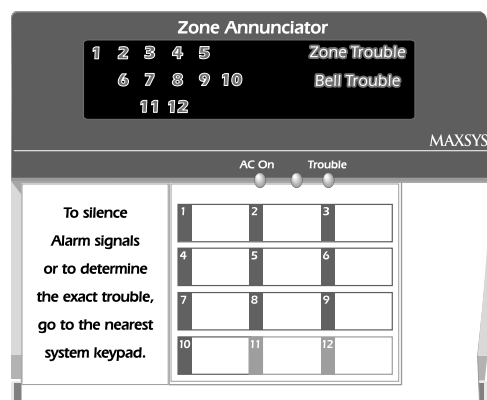 Zone Annunciator
1 2 3 4 5 Zone Trouble
6 7 8 9 10 Bell Trouble
11 12
MAXSYS
AC On Trouble
To silence
Alarm signals
or to determine
the exact trouble,
go to the nearest
system keypad.
1 2 3
4 5 6
7 8 9
10 11 12